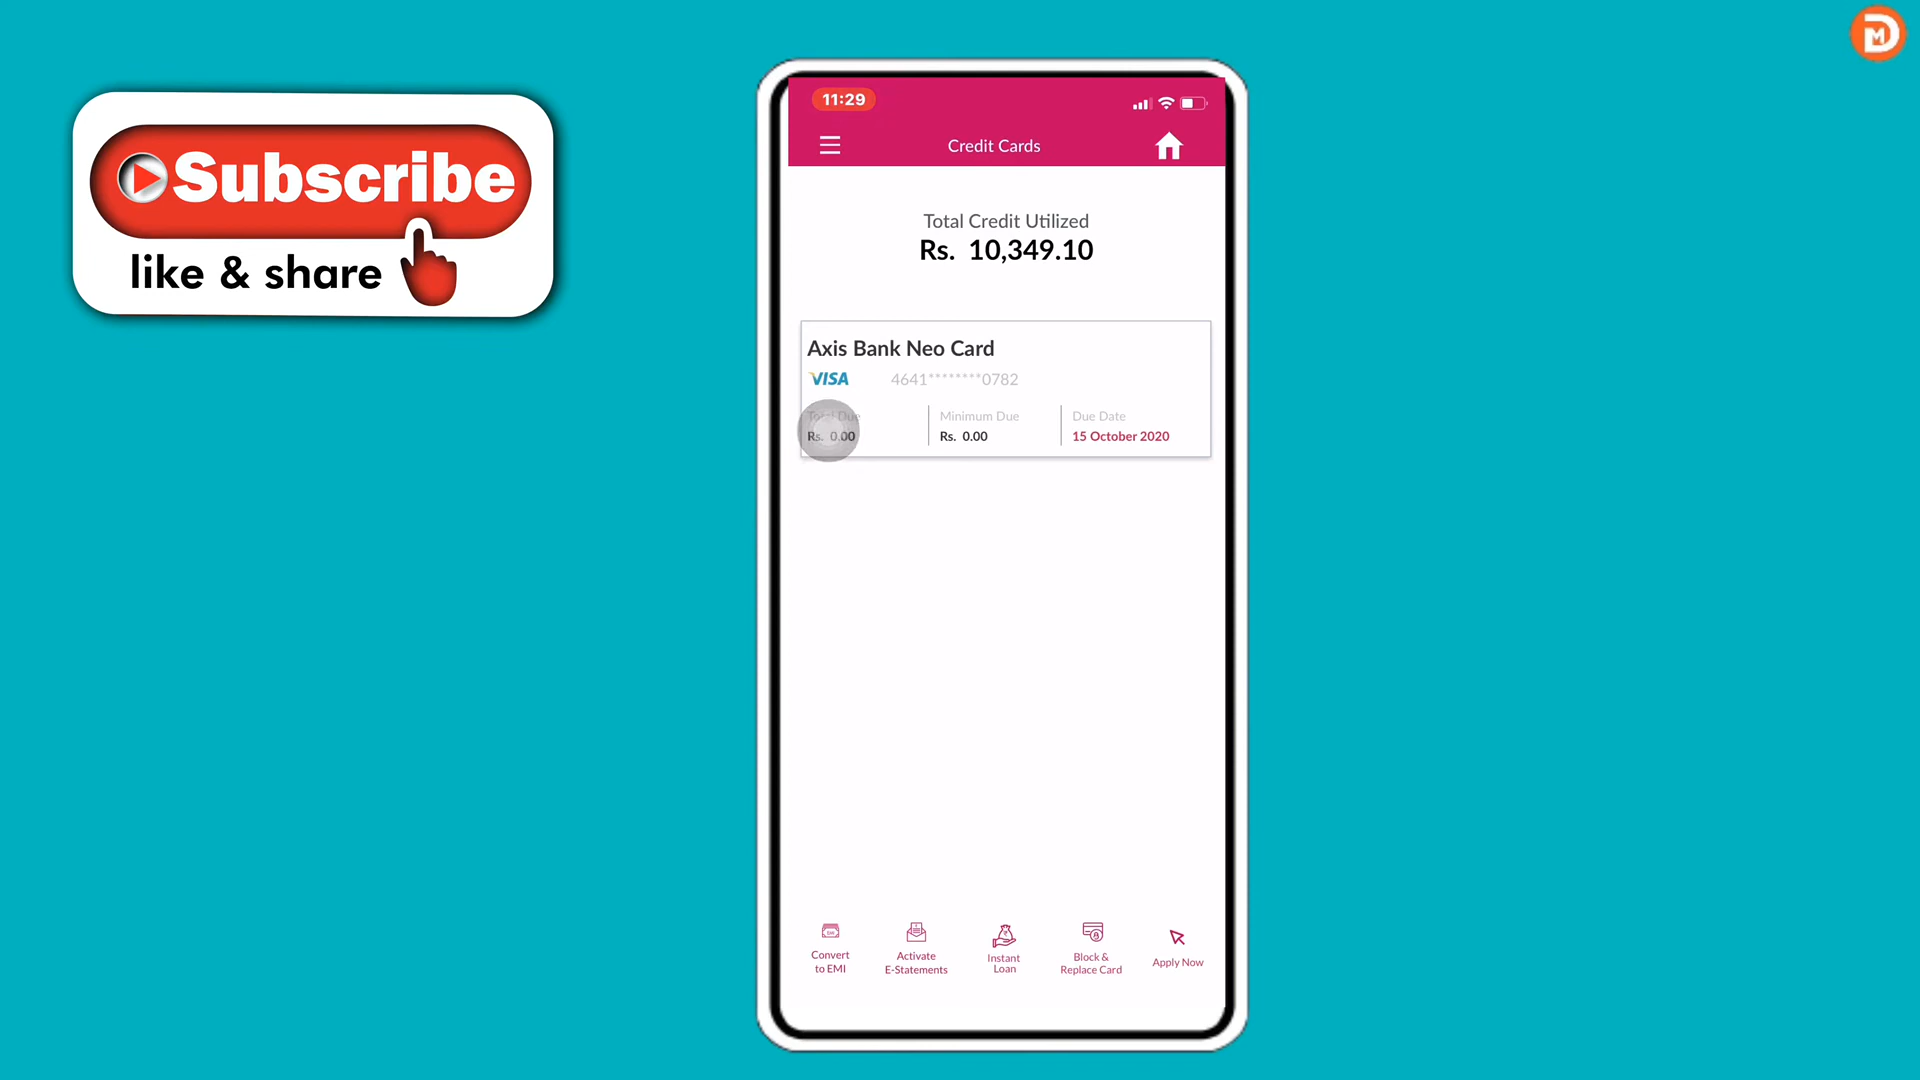 Subscribe
like & share
11:29
Credit Cards
Total Credit Utilized
Rs. 10,349.10
Axis Bank Neo Card
VISA 4641********0782
Total Due Minimum Due Due Date
Rs. 0.00 Rs. 0.00 15 October 2020
Convert
to EMI
Activate
E-Statements
Instant
Loan
Block &
Replace Card
Apply Now